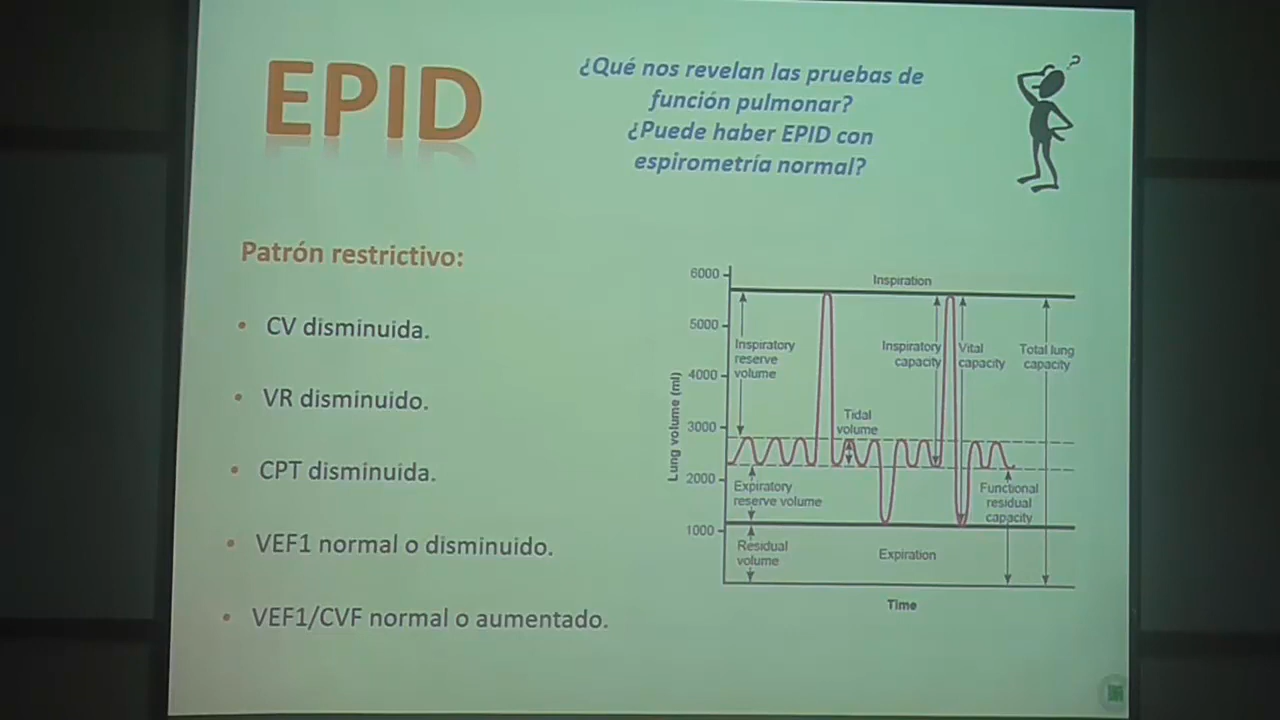 EPID
¿Qué nos revelan las pruebas de
función pulmonar?
¿Puede haber EPID con
espirometría normal?
?
Patrón restrictivo:
• CV disminuida.
• VR disminuido.
• CPT disminuida.
• VEF1 normal o disminuido.
• VEF1/CVF normal o aumentado.
Lung volume (ml)
6000
5000
4000
3000
2000
1000
Inspiration
Inspiratory
reserve
volume
Inspiratory
capacity
Vital
capacity
Total lung
capacity
Tidal
volume
Expiratory
reserve volume
Functional
residual
capacity
Residual
volume
Expiration
Time